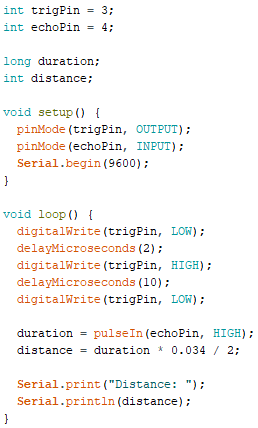 int trigPin = 3;
int echoPin = 4;

long duration;
int distance;

void setup() {
  pinMode(trigPin, OUTPUT);
  pinMode(echoPin, INPUT);
  Serial.begin(9600);
}

void loop() {
  digitalWrite(trigPin, LOW);
  delayMicroseconds(2);
  digitalWrite(trigPin, HIGH);
  delayMicroseconds(10);
  digitalWrite(trigPin, LOW);

  duration = pulseIn(echoPin, HIGH);
  distance = duration * 0.034 / 2;

  Serial.print("Distance: ");
  Serial.println(distance);
}